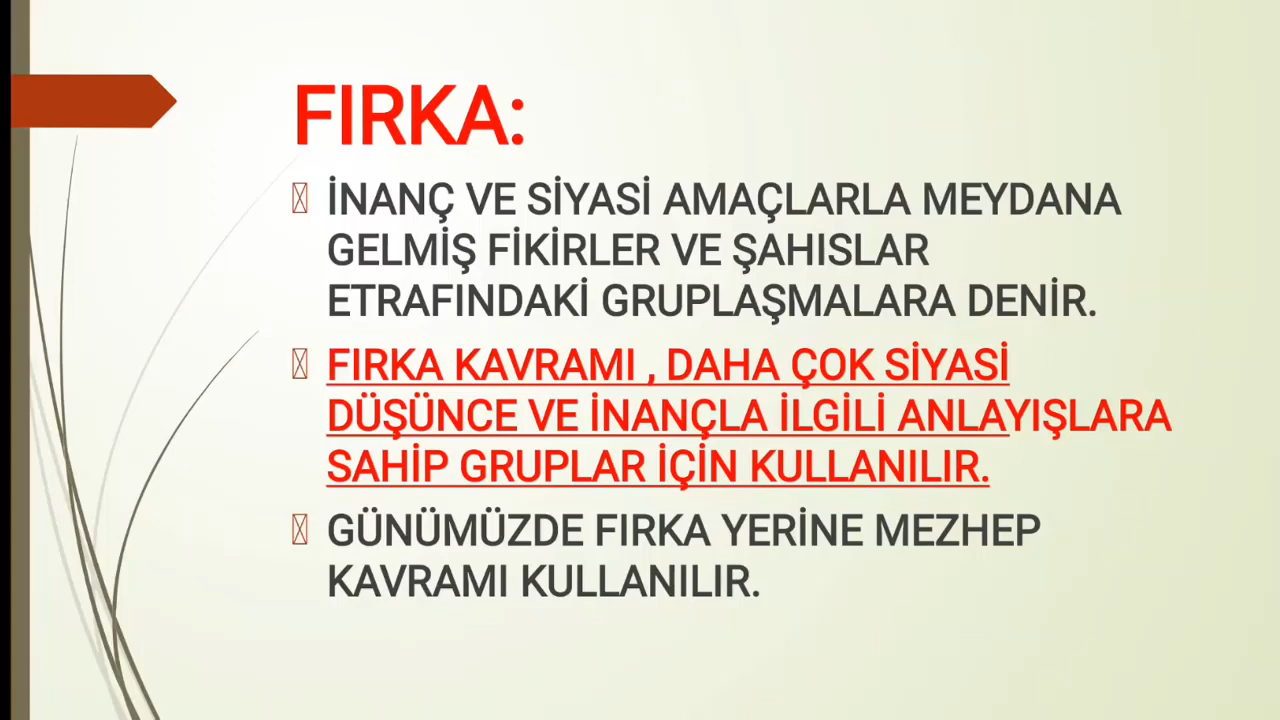 FIRKA:
İNANÇ VE SİYASİ AMAÇLARLA MEYDANA
GELMİŞ FİKİRLER VE ŞAHISLAR
ETRAFINDAKİ GRUPLAŞMALARA DENİR.
FIRKA KAVRAMI , DAHA ÇOK SİYASİ
DÜŞÜNCE VE İNANÇLA İLGİLİ ANLAYIŞLARA
SAHİP GRUPLAR İÇİN KULLANILIR.
GÜNÜMÜZDE FIRKA YERİNE MEZHEP
KAVRAMI KULLANILIR.